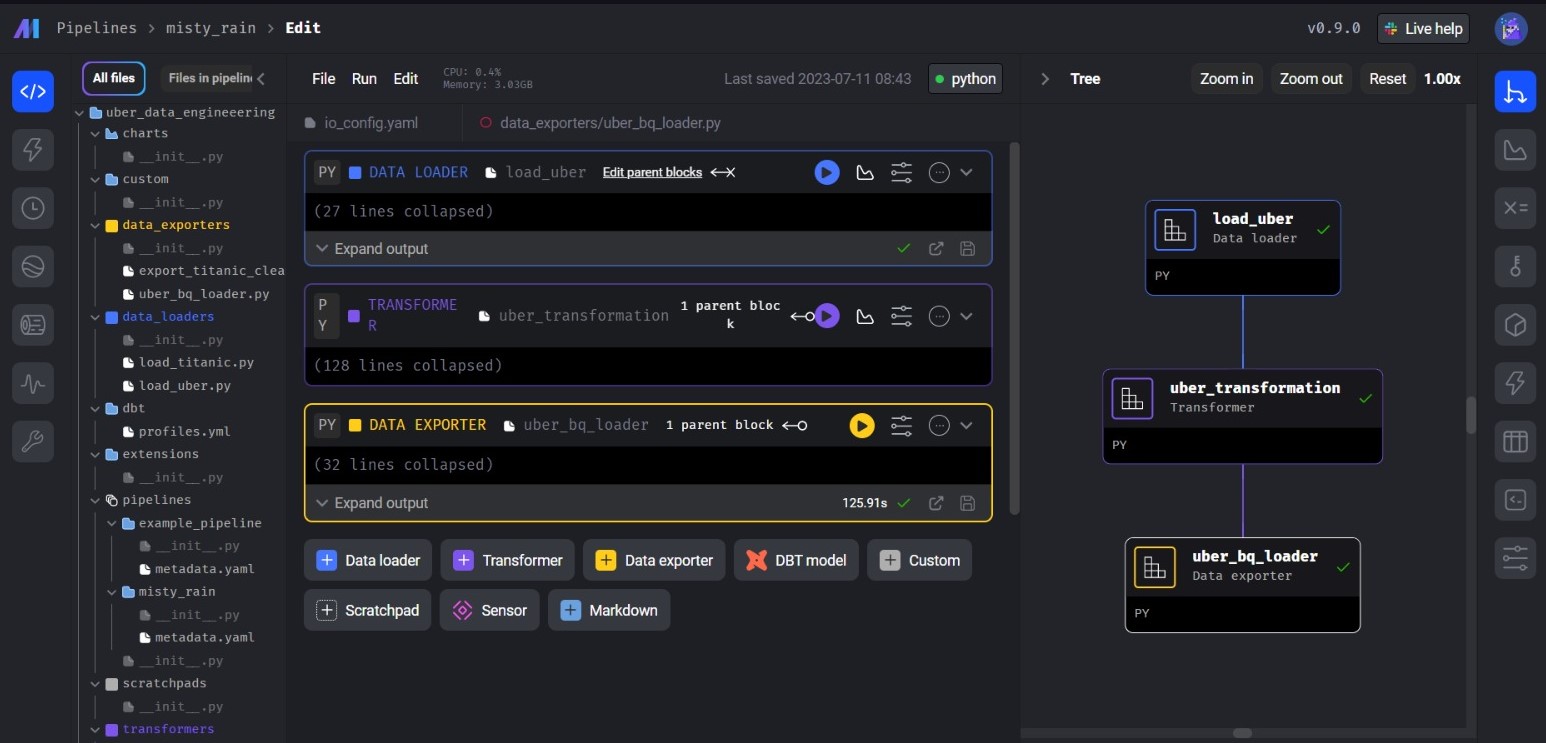 Pipelines > misty_rain > Edit
v0.9.0
Live help
All files
Files in pipelin
File Run Edit
CPU: 0.4%
Memory: 3.03GB
Last saved 2023-07-11 08:43
python
Tree
Zoom in Zoom out Reset 1.00x
uber_data_engineeering
charts
__init__.py
custom
__init__.py
data_exporters
__init__.py
export_titanic_clea
uber_bq_loader.py
data_loaders
__init__.py
load_titanic.py
load_uber.py
dbt
profiles.yml
extensions
__init__.py
pipelines
example_pipeline
__init__.py
metadata.yaml
misty_rain
__init__.py
metadata.yaml
__init__.py
scratchpads
__init__.py
transformers
io_config.yaml
data_exporters/uber_bq_loader.py
PY DATA LOADER load_uber Edit parent blocks
(27 lines collapsed)
Expand output
P
Y
TRANSFORME
R
uber_transformation
1 parent bloc
k
(128 lines collapsed)
PY DATA EXPORTER uber_bq_loader 1 parent block
(32 lines collapsed)
Expand output 125.91s
Data loader Transformer Data exporter DBT model Custom
Scratchpad Sensor Markdown
load_uber
Data loader
PY
uber_transformation
Transformer
PY
uber_bq_loader
Data exporter
PY